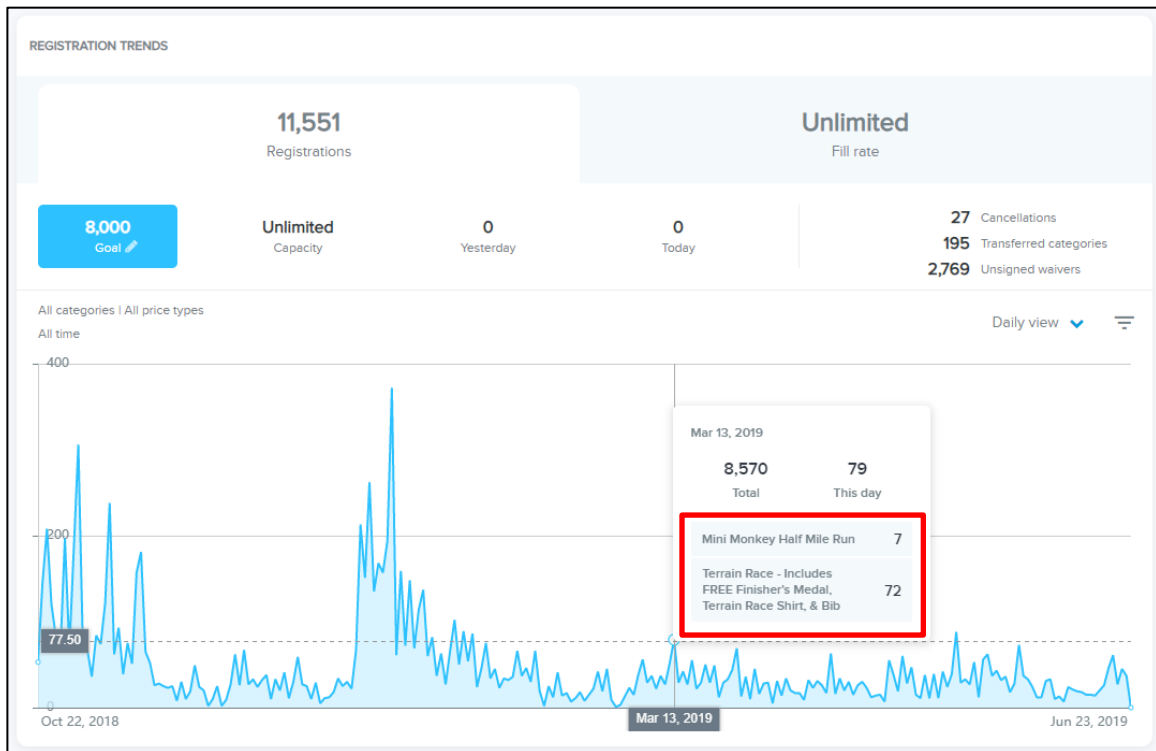 REGISTRATION TRENDS
11,551
Registrations
Unlimited
Fill rate
8,000
Goal
Unlimited
Capacity
0
Yesterday
0
Today
27 Cancellations
195 Transferred categories
2,769 Unsigned waivers
All categories | All price types
All time
Daily view
400
200
77.50
0
Mar 13, 2019
8,570
Total
79
This day
Mini Monkey Half Mile Run 7
Terrain Race - Includes
FREE Finisher's Medal,
Terrain Race Shirt, & Bib
72
Oct 22, 2018
Mar 13, 2019
Jun 23, 2019